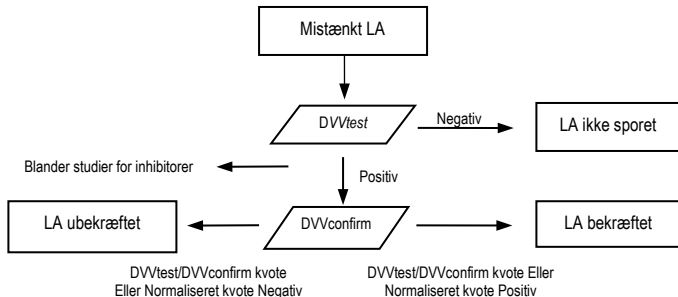 Mistænkt LA
DVVtest
Negativ
LA ikke sporet
Blander studier for inhibitorer
Positiv
LA ubekræftet
DVVconfirm
LA bekræftet
DVVtest/DVVconfirm kvote
Eller Normaliseret kvote Negativ
DVVtest/DVVconfirm kvote Eller
Normaliseret kvote Positiv